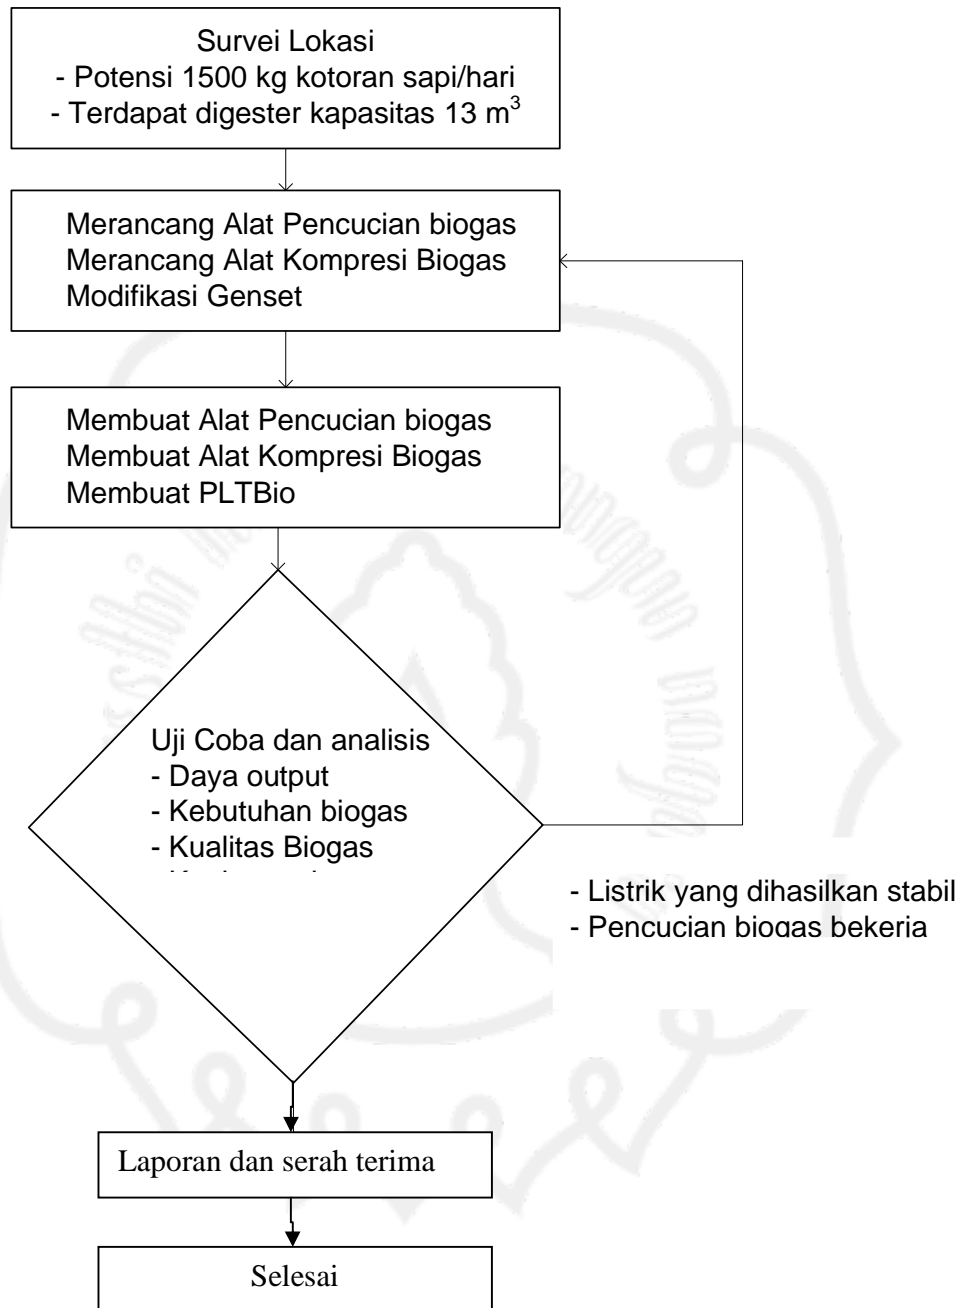 Survei Lokasi
- Potensi 1500 kg kotoran sapi/hari
- Terdapat digester kapasitas 13 m³
Merancang Alat Pencucian biogas
Merancang Alat Kompresi Biogas
Modifikasi Genset
Membuat Alat Pencucian biogas
Membuat Alat Kompresi Biogas
Membuat PLTBio
Uji Coba dan analisis
- Daya output
- Kebutuhan biogas
- Kualitas Biogas
- Listrik yang dihasilkan stabil
- Pencucian biogas bekerja
Laporan dan serah terima
Selesai